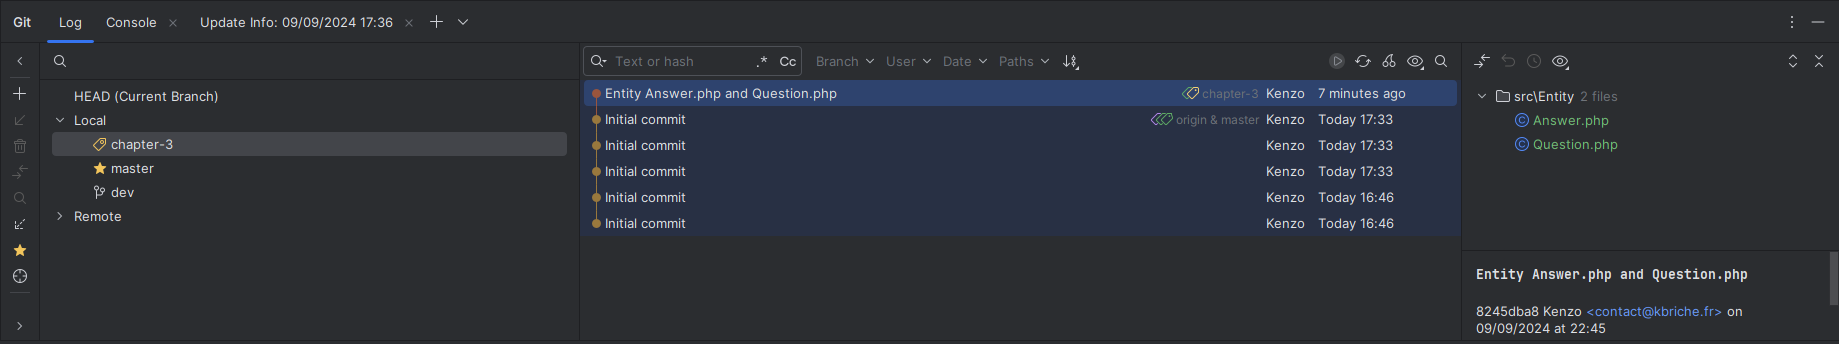 Git Log Console Update Info: 09/09/2024 17:36
HEAD (Current Branch)
Local
chapter-3
master
dev
Remote
Text or hash .* Cc Branch User Date Paths
Entity Answer.php and Question.php chapter-3 Kenzo 7 minutes ago
Initial commit origin & master Kenzo Today 17:33
Initial commit Kenzo Today 17:33
Initial commit Kenzo Today 17:33
Initial commit Kenzo Today 16:46
Initial commit Kenzo Today 16:46
src\Entity 2 files
Answer.php
Question.php
Entity Answer.php and Question.php
8245dba8 Kenzo <contact@kbriche.fr> on
09/09/2024 at 22:45